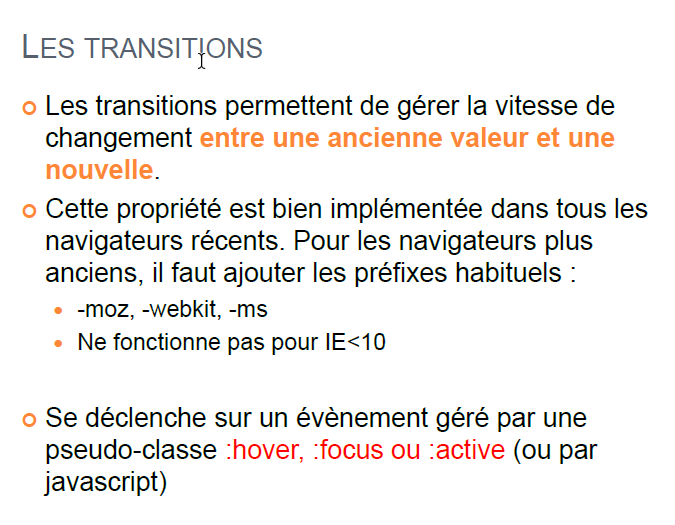 LES TRANSITIONS
Les transitions permettent de gérer la vitesse de
changement entre une ancienne valeur et une
nouvelle.
Cette propriété est bien implémentée dans tous les
navigateurs récents. Pour les navigateurs plus
anciens, il faut ajouter les préfixes habituels :
-moz, -webkit, -ms
Ne fonctionne pas pour IE<10
Se déclenche sur un évènement géré par une
pseudo-classe :hover, :focus ou :active (ou par
javascript)